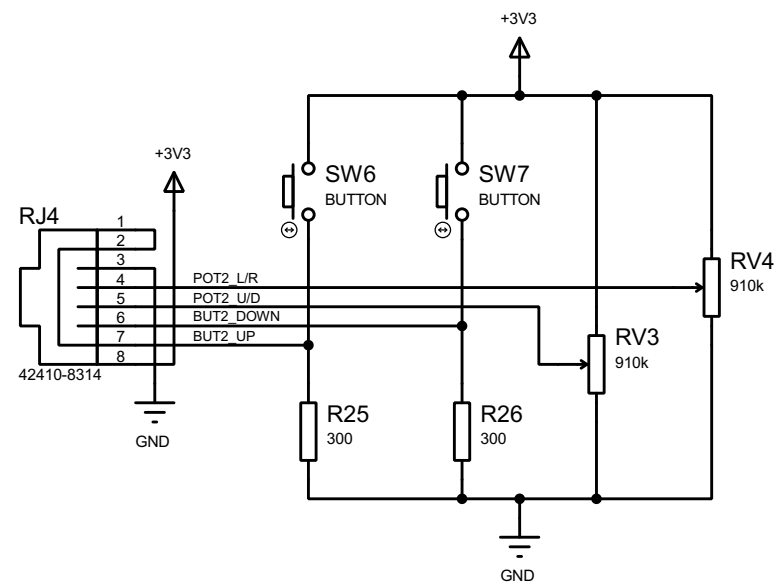 +3V3
+3V3
SW6
BUTTON
SW7
BUTTON
RJ4
1
2
3
4
5
6
7
8
POT2_L/R
POT2_U/D
BUT2_DOWN
BUT2_UP
42410-8314
GND
RV4
910k
RV3
910k
R25
300
R26
300
GND